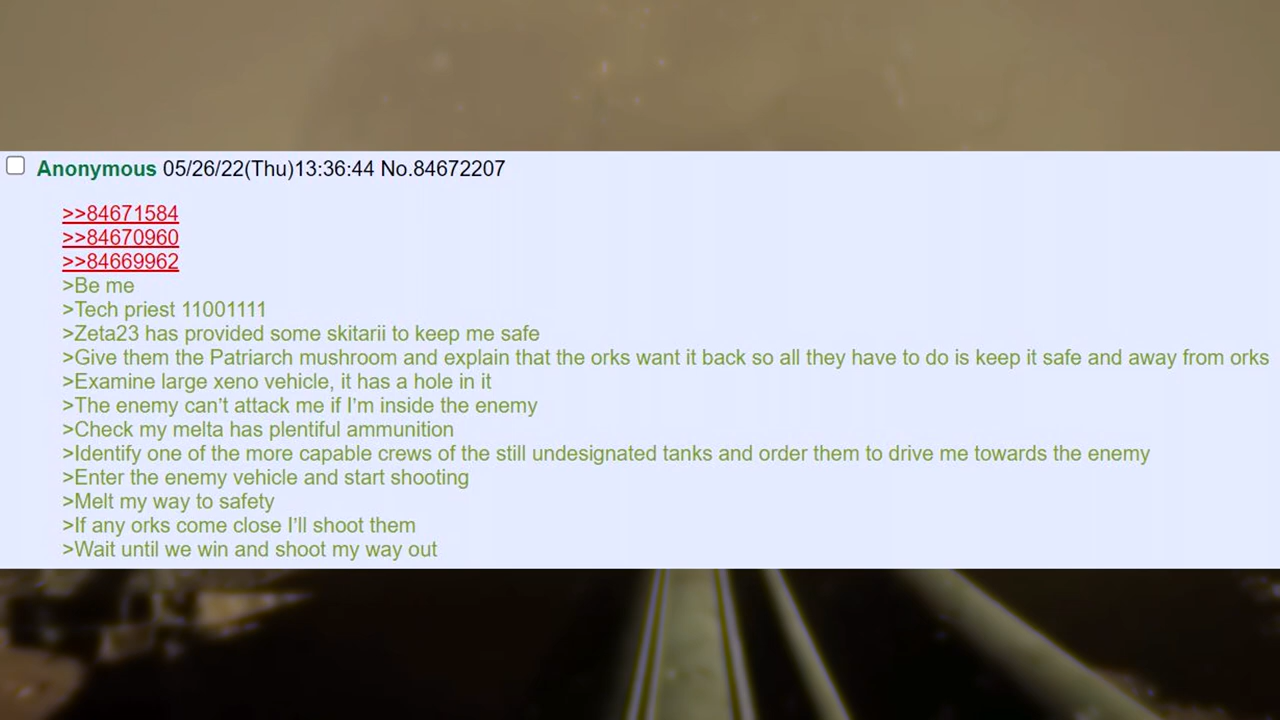 Anonymous 05/26/22(Thu)13:36:44 No.84672207
>>84671584
>>84670960
>>84669962
>Be me
>Tech priest 11001111
>Zeta23 has provided some skitarii to keep me safe
>Give them the Patriarch mushroom and explain that the orks want it back so all they have to do is keep it safe and away from orks
>Examine large xeno vehicle, it has a hole in it
>The enemy can’t attack me if I’m inside the enemy
>Check my melta has plentiful ammunition
>Identify one of the more capable crews of the still undesignated tanks and order them to drive me towards the enemy
>Enter the enemy vehicle and start shooting
>Melt my way to safety
>If any orks come close I’ll shoot them
>Wait until we win and shoot my way out